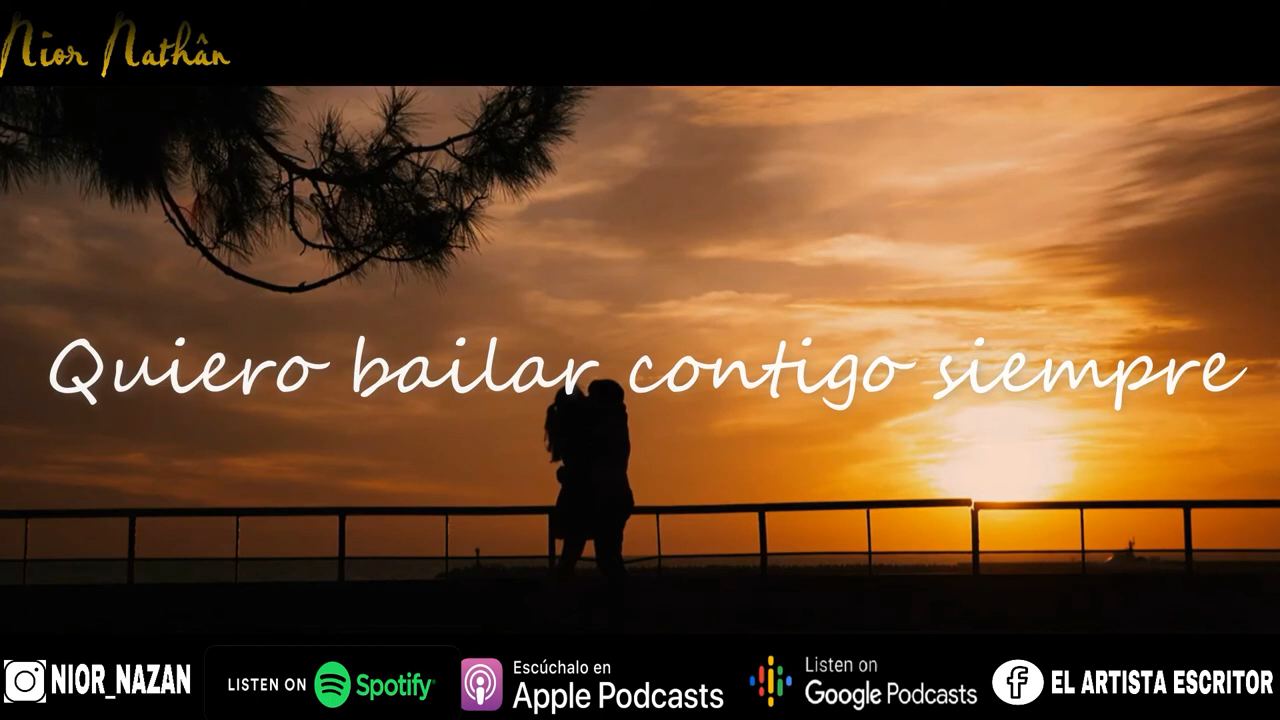 Nior Nathân
Quiero bailar contigo siempre
NIOR_NAZAN
LISTEN ON Spotify
Escúchalo en
Apple Podcasts
Listen on
Google Podcasts
EL ARTISTA ESCRITOR